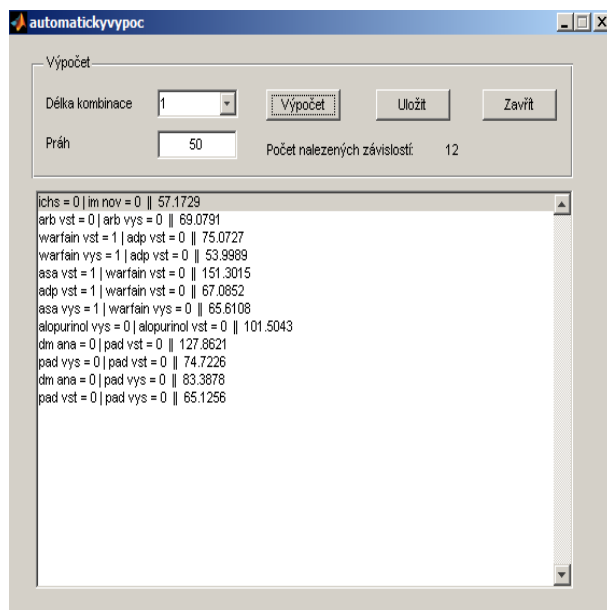 automatickyvypoc
Výpočet
Délka kombinace 1 Výpočet Uložit Zavřít
Práh 50 Počet nalezených závislostí: 12
ichs = 0 | im nov = 0 || 57.1729
arb vst = 0 | arb vys = 0 || 69.0791
warfain vst = 1 | adp vst = 0 || 75.0727
warfain vys = 1 | adp vst = 0 || 53.9989
asa vst = 1 | warfain vst = 0 || 151.3015
adp vst = 1 | warfain vst = 0 || 67.0852
asa vys = 1 | warfain vys = 0 || 65.6108
alopurinol vys = 0 | alopurinol vst = 0 || 101.5043
dm ana = 0 | pad vst = 0 || 127.8621
pad vys = 0 | pad vst = 0 || 74.7226
dm ana = 0 | pad vys = 0 || 83.3878
pad vst = 0 | pad vys = 0 || 65.1256